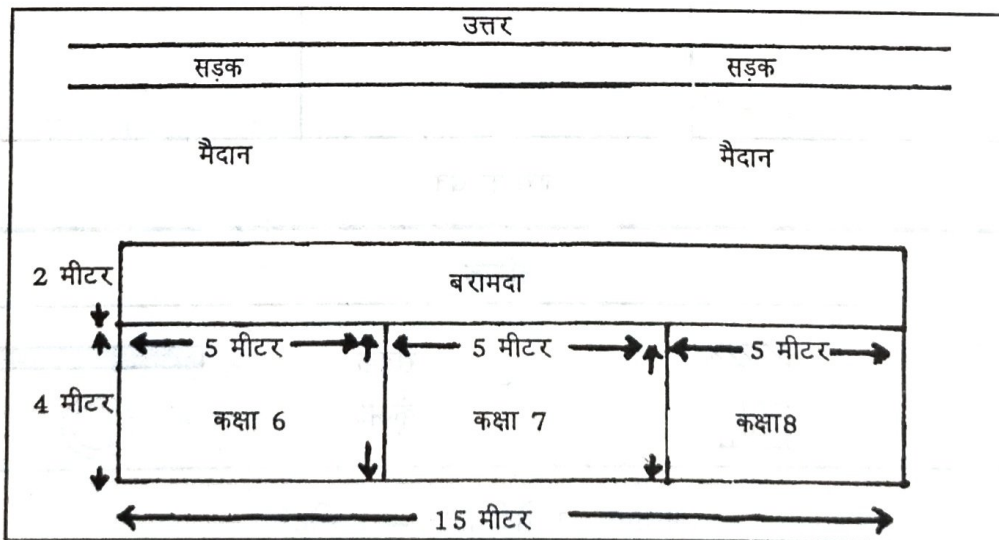 उत्तर
सड़क सड़क
मैदान मैदान
2 मीटर बरामदा
5 मीटर 5 मीटर 5 मीटर
4 मीटर कक्षा 6 कक्षा 7 कक्षा8
15 मीटर